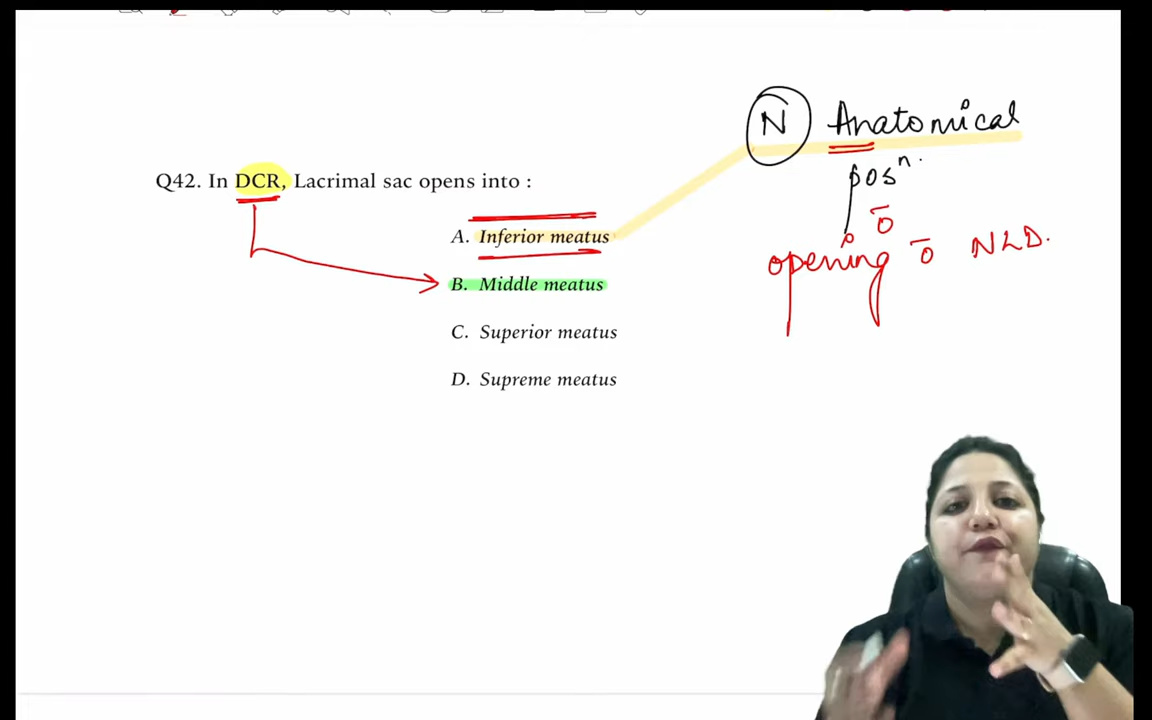 N Anatomical
posⁿ.
ō
opening ō NLD.
Q42. In DCR, Lacrimal sac opens into :
A. Inferior meatus
B. Middle meatus
C. Superior meatus
D. Supreme meatus